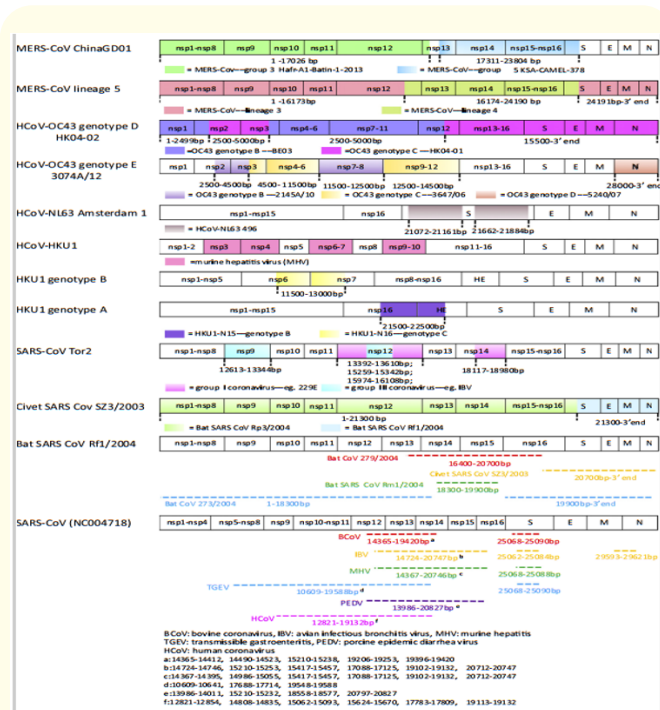 MERS-CoV ChinaGD01 nsp1-nsp8 nsp9 nsp10 nsp11 nsp12 nsp13 nsp14 nsp15-nsp16 S E M N
1-17026bp 17311-23804bp
= MERS-Cov---group 3 Hafr-A1-Batin-1-2013 = MERS-CoV---group 5 KSA-CAMEL-378
MERS-CoV lineage 5 nsp1-nsp8 nsp9 nsp10 nsp11 nsp12 nsp13 nsp14 nsp15-nsp16 S E M N
1-16173bp 16174-24190bp 24191bp-3' end
= MERS-CoV---lineage 3 = MERS-CoV---lineage 4
HCoV-OC43 genotype D nsp1 nsp2 nsp3 nsp4-6 nsp7-11 nsp12 nsp13-16 S E M N
HK04-02
1-2499bp 2500-5000bp 2500-5000bp 15500-3' end
=OC43 genotype B ---BE03 =OC43 genotype C---HK04-01
HCoV-OC43 genotype E nsp1 nsp2 nsp3 nsp4-6 nsp7-8 nsp9-12 nsp13-16 S E M N
3074A/12
2500-4500bp 4500-11500bp 11500-12500bp 12500-14500bp 28000-3' end
= OC43 genotype B ---2145A/10 = OC43 genotype C---3647/06 = OC43 genotype D---5240/07
HCoV-NL63 Amsterdam 1 nsp1-nsp15 nsp16 S E M N
21072-21161bp 21662-21884bp
= HCoV-NL63 496
HCoV-HKU1 nsp1-2 nsp3 nsp4 nsp5 nsp6-7 nsp8 nsp9-10 nsp11-16 S E M N
=murine hepatitis virus (MHV)
HKU1 genotype B nsp1-nsp5 nsp6 nsp7 nsp8-nsp16 HE S E M N
11500-13000bp
HKU1 genotype A nsp1-nsp15 nsp16 HE S E M N
21500-22500bp
= HKU1-N15---genotype B = HKU1-N16---genotype C
SARS-CoV Tor2 nsp1-nsp8 nsp9 nsp10 nsp11 nsp12 nsp13 nsp14 nsp15-nsp16 S E M N
12613-13344bp 13392-13610bp; 18117-18980bp
15259-15342bp;
15974-16108bp;
= group I coronavirus---eg. 229E = group III coronavirus---eg. IBV
Civet SARS Cov SZ3/2003 nsp1-nsp8 nsp9 nsp10 nsp11 nsp12 nsp13 nsp14 nsp15-nsp16 S E M N
1-21300bp 21300-3'end
= Bat SARS CoV Rp3/2004 = Bat SARS CoV Rf1/2004
Bat SARS CoV Rf1/2004 nsp1-nsp8 nsp9 nsp10 nsp11 nsp12 nsp13 nsp14 nsp15 nsp16 S E M N
Bat CoV 279/2004 16400-20700bp
Civet SARS CoV SZ3/2003 20700bp-3' end
Bat SARS CoV Rm1/2004 18300-19900bp
Bat CoV 273/2004 1-18300bp 19900bp-3'end
SARS-CoV (NC004718) nsp1-nsp4 nsp5-nsp8 nsp9 nsp10-nsp11 nsp12 nsp13 nsp14 nsp15 nsp16 S E M N
BCoV 14365-19420bp a 25068-25090bp
IBV 14724-20747bp b 25062-25084bp 29593-29621bp
MHV 14367-20746bp c 25068-25088bp
TGEV 10609-19588bp d 25068-25090bp
PEDV 13986-20827bp e
HCoV 12821-19132bp f
BCoV: bovine coronavirus, IBV: avian infectious bronchitis virus, MHV: murine hepatitis
TGEV: transmissible gastroenteritis, PEDV: porcine epidemic diarrhea virus
HCoV: human coronavirus
a:14365-14412, 14490-14523, 15210-15238, 19206-19253, 19396-19420
b:14724-14746, 15210-15253, 15417-15457, 17088-17125, 19102-19132, 20712-20747
c:14367-14395, 14986-15055, 15417-15457, 17088-17125, 19102-19132, 20712-20747
d:10609-10641, 17688-17714, 19548-19588
e:13986-14011, 15210-15232, 18558-18577, 20797-20827
f:12821-12854, 14808-14835, 15062-15093, 15624-15670, 17783-17809, 19113-19132